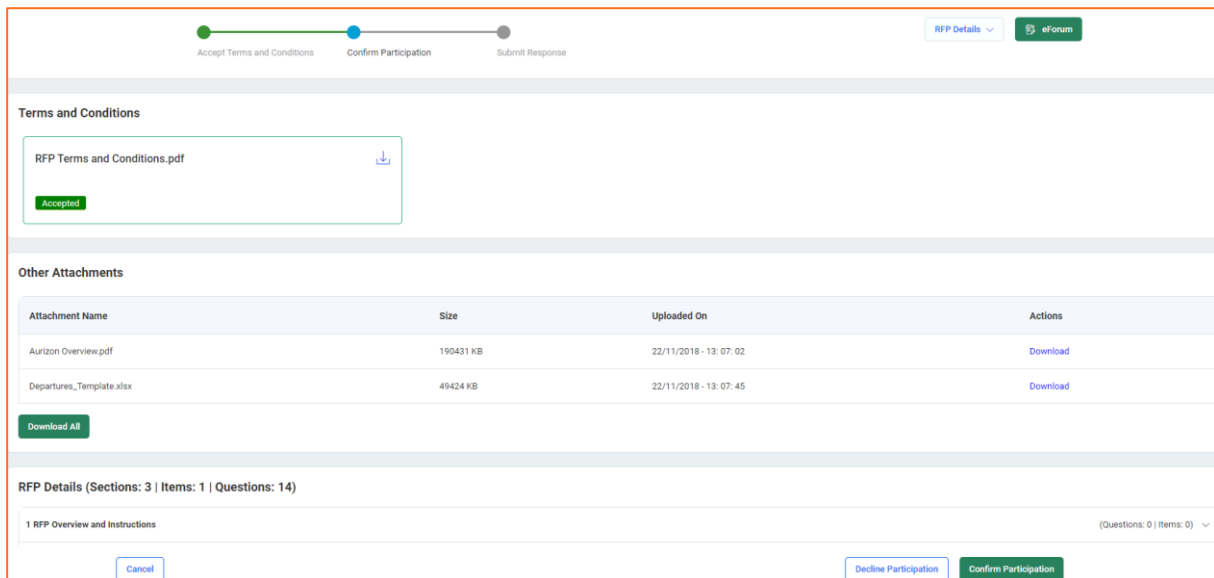 RFP Details
eForum
Accept Terms and Conditions
Confirm Participation
Submit Response
Terms and Conditions
RFP Terms and Conditions.pdf
Accepted
Other Attachments
Attachment Name Size Uploaded On Actions
Aurizon Overview.pdf 190431 KB 22/11/2018 - 13: 07: 02 Download
Departures_Template.xlsx 49424 KB 22/11/2018 - 13: 07: 45 Download
Download All
RFP Details (Sections: 3 | Items: 1 | Questions: 14)
1 RFP Overview and Instructions (Questions: 0 | Items: 0)
Cancel Decline Participation Confirm Participation